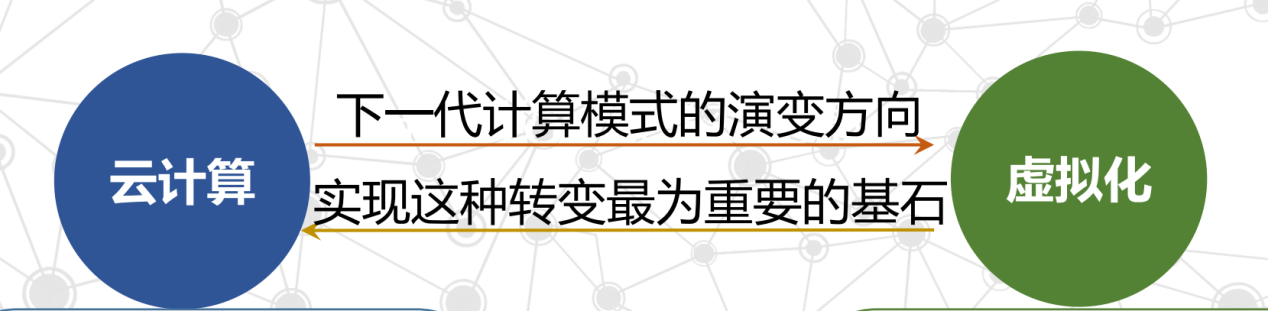 下一代计算模式的演变方向
云计算
虚拟化
实现这种转变最为重要的基石